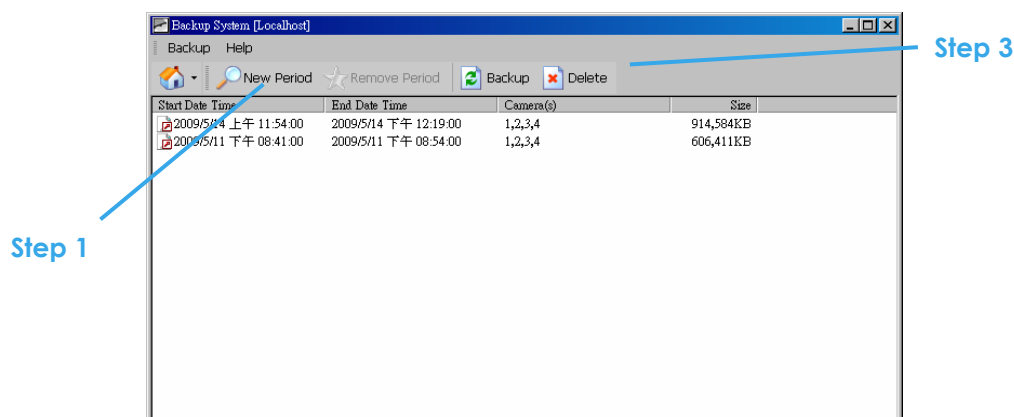 Backup System [Localhost]
Backup Help
Step 3
New Period Remove Period Backup Delete
Start Date Time End Date Time Camera(s) Size
2009/5/14 上午 11:54:00 2009/5/14 下午 12:19:00 1,2,3,4 914,584KB
2009/5/11 下午 08:41:00 2009/5/11 下午 08:54:00 1,2,3,4 606,411KB
Step 1